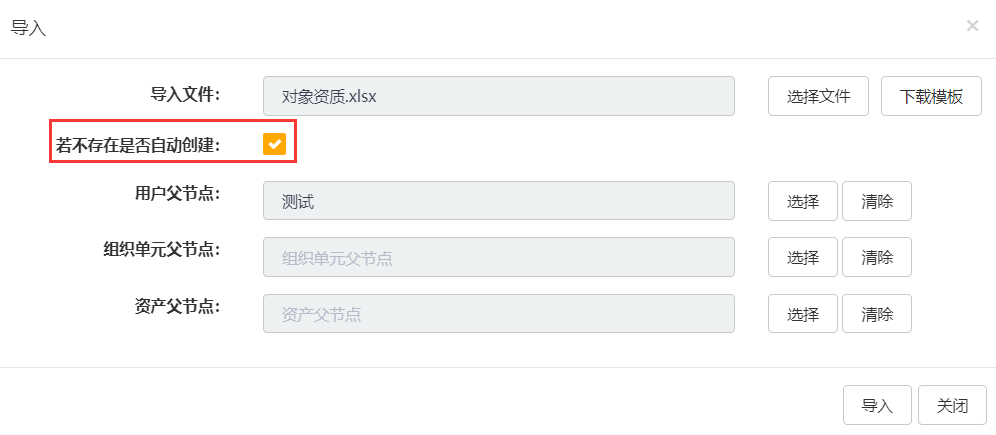 导入
导入文件： 对象资质.xlsx 选择文件 下载模板
若不存在是否自动创建：
用户父节点： 测试 选择 清除
组织单元父节点： 组织单元父节点 选择 清除
资产父节点： 资产父节点 选择 清除
导入 关闭